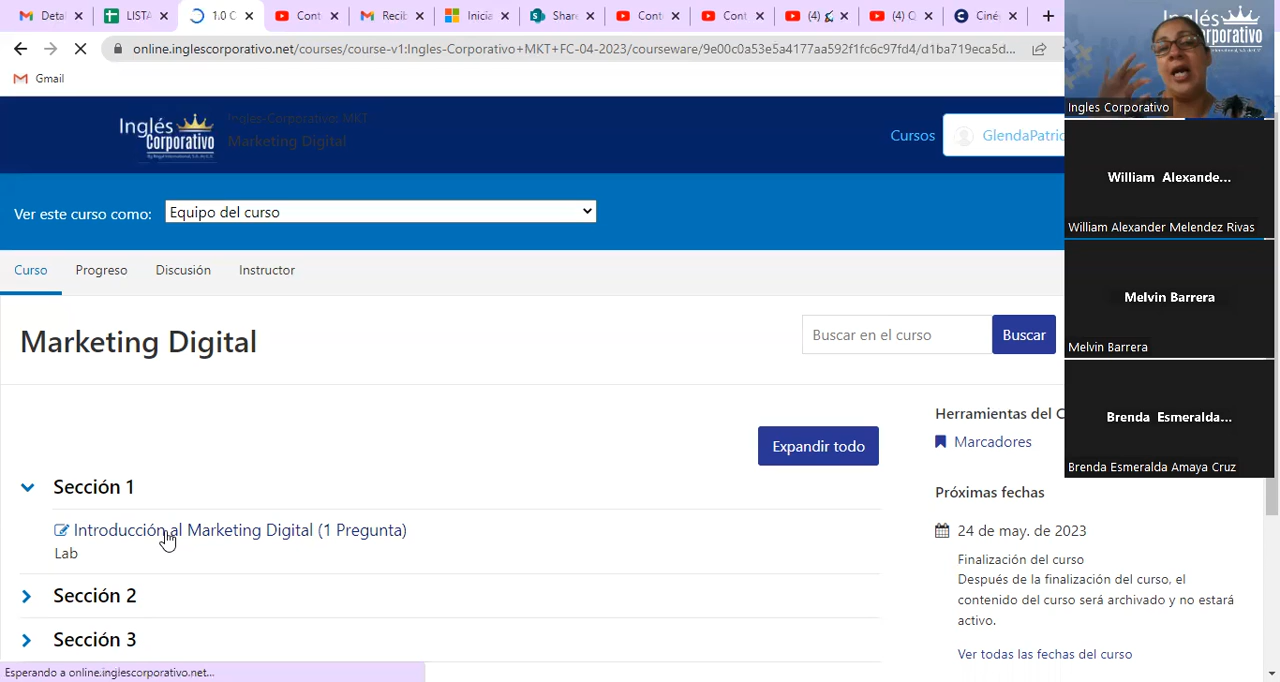 Detal
LISTA
1.0 C
Cont
Recib
Inicia
Share
Cont
Cont
(4)
(4) Q
Ciné
online.inglescorporativo.net/courses/course-v1:Ingles-Corporativo+MKT+FC-04-2023/courseware/9e00c0a53e5a4177aa592f1fc6c97fd4/d1ba719eca5d...
Gmail
Inglés Corporativo
Ingles-Corporativo: MKT
Marketing Digital
Cursos
GlendaPatric
Ver este curso como:
Equipo del curso
Curso
Progreso
Discusión
Instructor
Marketing Digital
Buscar en el curso
Buscar
Expandir todo
Sección 1
Introducción al Marketing Digital (1 Pregunta)
Lab
Sección 2
Sección 3
Herramientas del C
Marcadores
Próximas fechas
24 de may. de 2023
Finalización del curso
Después de la finalización del curso, el
contenido del curso será archivado y no estará
activo.
Ver todas las fechas del curso
Esperando a online.inglescorporativo.net...
Ingles Corporativo
William Alexande...
William Alexander Melendez Rivas
Melvin Barrera
Melvin Barrera
Brenda Esmeralda...
Brenda Esmeralda Amaya Cruz